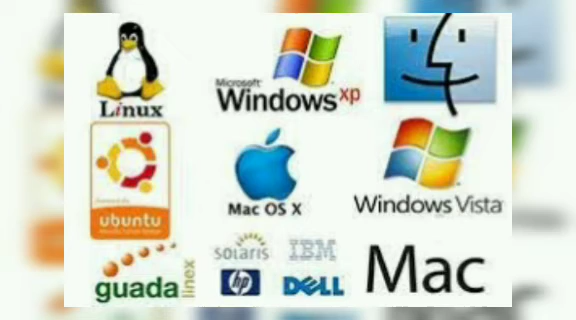 Linux
Microsoft
Windows xp
ubuntu
Mac OS X
Windows Vista
guada
linex
solaris
IBM
hp
DELL
Mac